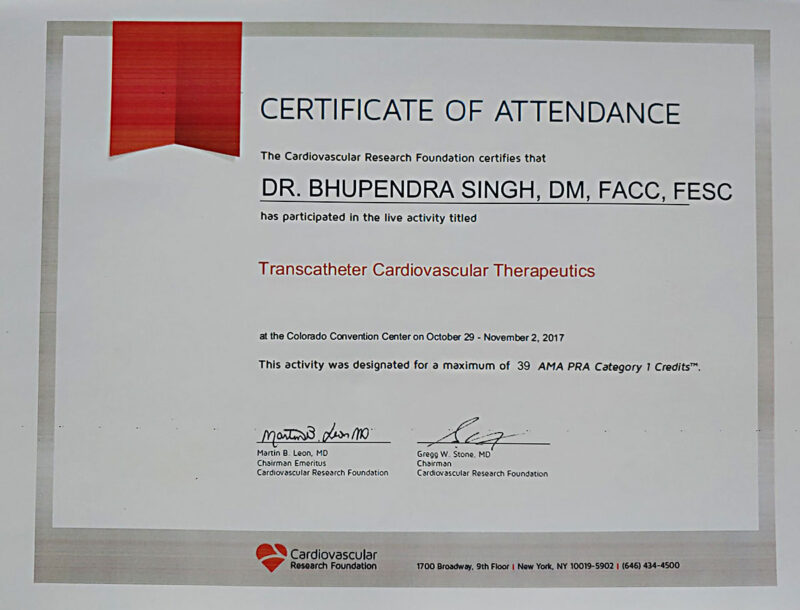 CERTIFICATE OF ATTENDANCE
The Cardiovascular Research Foundation certifies that
DR. BHUPENDRA SINGH, DM, FACC, FESC
has participated in the live activity titled
Transcatheter Cardiovascular Therapeutics
at the Colorado Convention Center on October 29 - November 2, 2017
This activity was designated for a maximum of 39 AMA PRA Category 1 Credits™.
Martin B. Leon MD
Martin B. Leon, MD
Chairman Emeritus
Cardiovascular Research Foundation
Gregg W. Stone, MD
Chairman
Cardiovascular Research Foundation
Cardiovascular
Research Foundation
1700 Broadway, 9th Floor | New York, NY 10019-5902 | (646) 434-4500